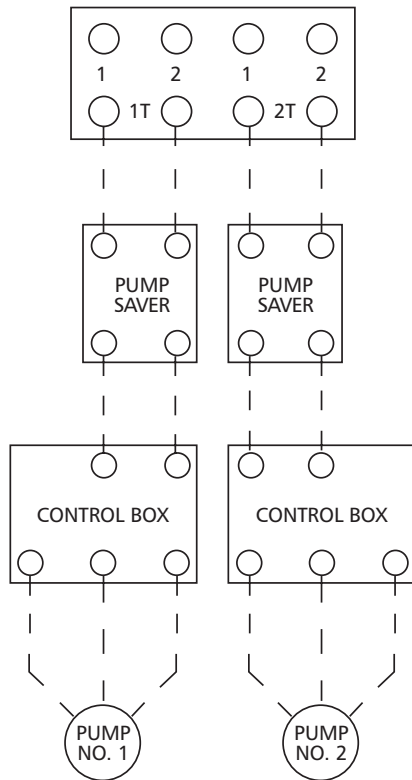 1 2 1 2
1T 2T
PUMP
SAVER
PUMP
SAVER
CONTROL BOX
CONTROL BOX
PUMP
NO. 1
PUMP
NO. 2